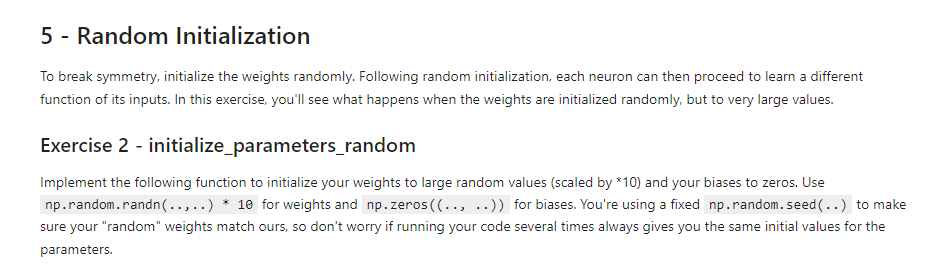 5 - Random Initialization
To break symmetry, initialize the weights randomly. Following random initialization, each neuron can then proceed to learn a different
function of its inputs. In this exercise, you'll see what happens when the weights are initialized randomly, but to very large values.
Exercise 2 - initialize_parameters_random
Implement the following function to initialize your weights to large random values (scaled by *10) and your biases to zeros. Use
np.random.randn(..,..) * 10 for weights and np.zeros((.., ..)) for biases. You're using a fixed np.random.seed(..) to make
sure your "random" weights match ours, so don't worry if running your code several times always gives you the same initial values for the
parameters.